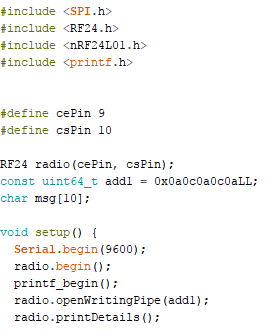 #include <SPI.h>
#include <RF24.h>
#include <nRF24L01.h>
#include <printf.h>
#define cePin 9
#define csPin 10
RF24 radio(cePin, csPin);
const uint64_t add1 = 0x0a0c0a0c0aLL;
char msg[10];
void setup() {
  Serial.begin(9600);
  radio.begin();
  printf_begin();
  radio.openWritingPipe(add1);
  radio.printDetails();